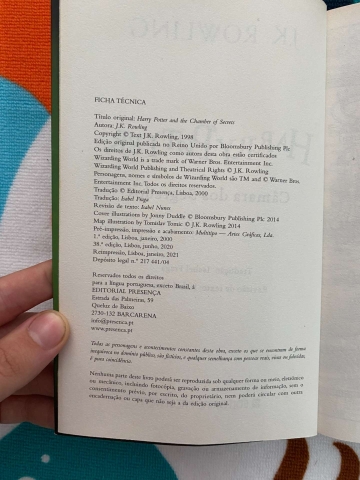 J.K. ROWLING
FICHA TÉCNICA
Título original: Harry Potter and the Chamber of Secrets
Autora: J.K. Rowling
Copyright © Text J.K. Rowling, 1998
Edição original publicada no Reino Unido por Bloomsbury Publishing Plc
Os direitos de J.K. Rowling como autora desta obra estão certificados
Wizarding World is a trade mark of Warner Bros. Entertainment Inc.
Wizarding World Publishing and Theatrical Rights © J.K. Rowling
Personagens, nomes e símbolos de Wizarding World são TM and © Warner Bros.
Entertainment Inc. Todos os direitos reservados.
Tradução © Editorial Presença, Lisboa, 2000
Tradução: Isabel Fraga
Revisão de texto: Isabel Nunes
Cover illustrations by Jonny Duddle © Bloomsbury Publishing Plc 2014
Map illustration by Tomislav Tomic © J.K. Rowling 2014
Pré-impressão, impressão e acabamento: Multitipo — Artes Gráficas, Lda.
1.ª edição, Lisboa, janeiro, 2000
38.ª edição, Lisboa, junho, 2020
Reimpressão, Lisboa, janeiro, 2021
Depósito legal n.º 217 441/04
Reservados todos os direitos
para a língua portuguesa, exceto Brasil, à
EDITORIAL PRESENÇA
Estrada das Palmeiras, 59
Queluz de Baixo
2730-132 BARCARENA
info@presenca.pt
www.presenca.pt
Todas as personagens e acontecimentos constantes desta obra, exceto os que se encontram de forma
inequívoca no domínio público, são fictícios, e qualquer semelhança com pessoas reais, vivas ou falecidas,
é pura coincidência.
Nenhuma parte deste livro poderá ser reproduzida sob qualquer forma ou meio, eletrónico
ou mecânico, incluindo fotocópia, gravação ou armazenamento de informação, sem o
consentimento prévio, por escrito, do proprietário, nem poderá circular com outra
encadernação ou capa que não seja a da edição original.